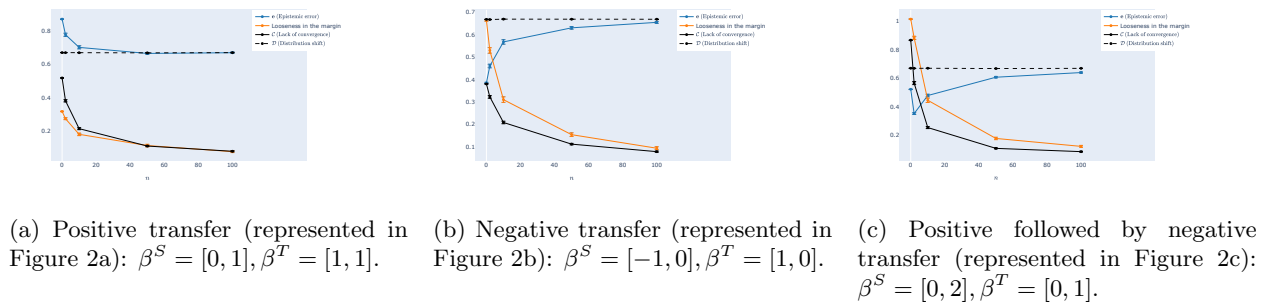 e (Epistemic error)
Looseness in the margin
C (Lack of convergence)
D (Distribution shift)
0.8
0.6
0.4
0.2
0 20 40 60 80 100
n
e (Epistemic error)
Looseness in the margin
C (Lack of convergence)
D (Distribution shift)
0.7
0.6
0.5
0.4
0.3
0.2
0.1
0 20 40 60 80 100
n
e (Epistemic error)
Looseness in the margin
C (Lack of convergence)
D (Distribution shift)
1
0.8
0.6
0.4
0.2
0 20 40 60 80 100
n
(a) Positive transfer (represented in
Figure 2a): β^S = [0, 1], β^T = [1, 1].
(b) Negative transfer (represented in
Figure 2b): β^S = [−1, 0], β^T = [1, 0].
(c) Positive followed by negative
transfer (represented in Figure 2c):
β^S = [0, 2], β^T = [0, 1].